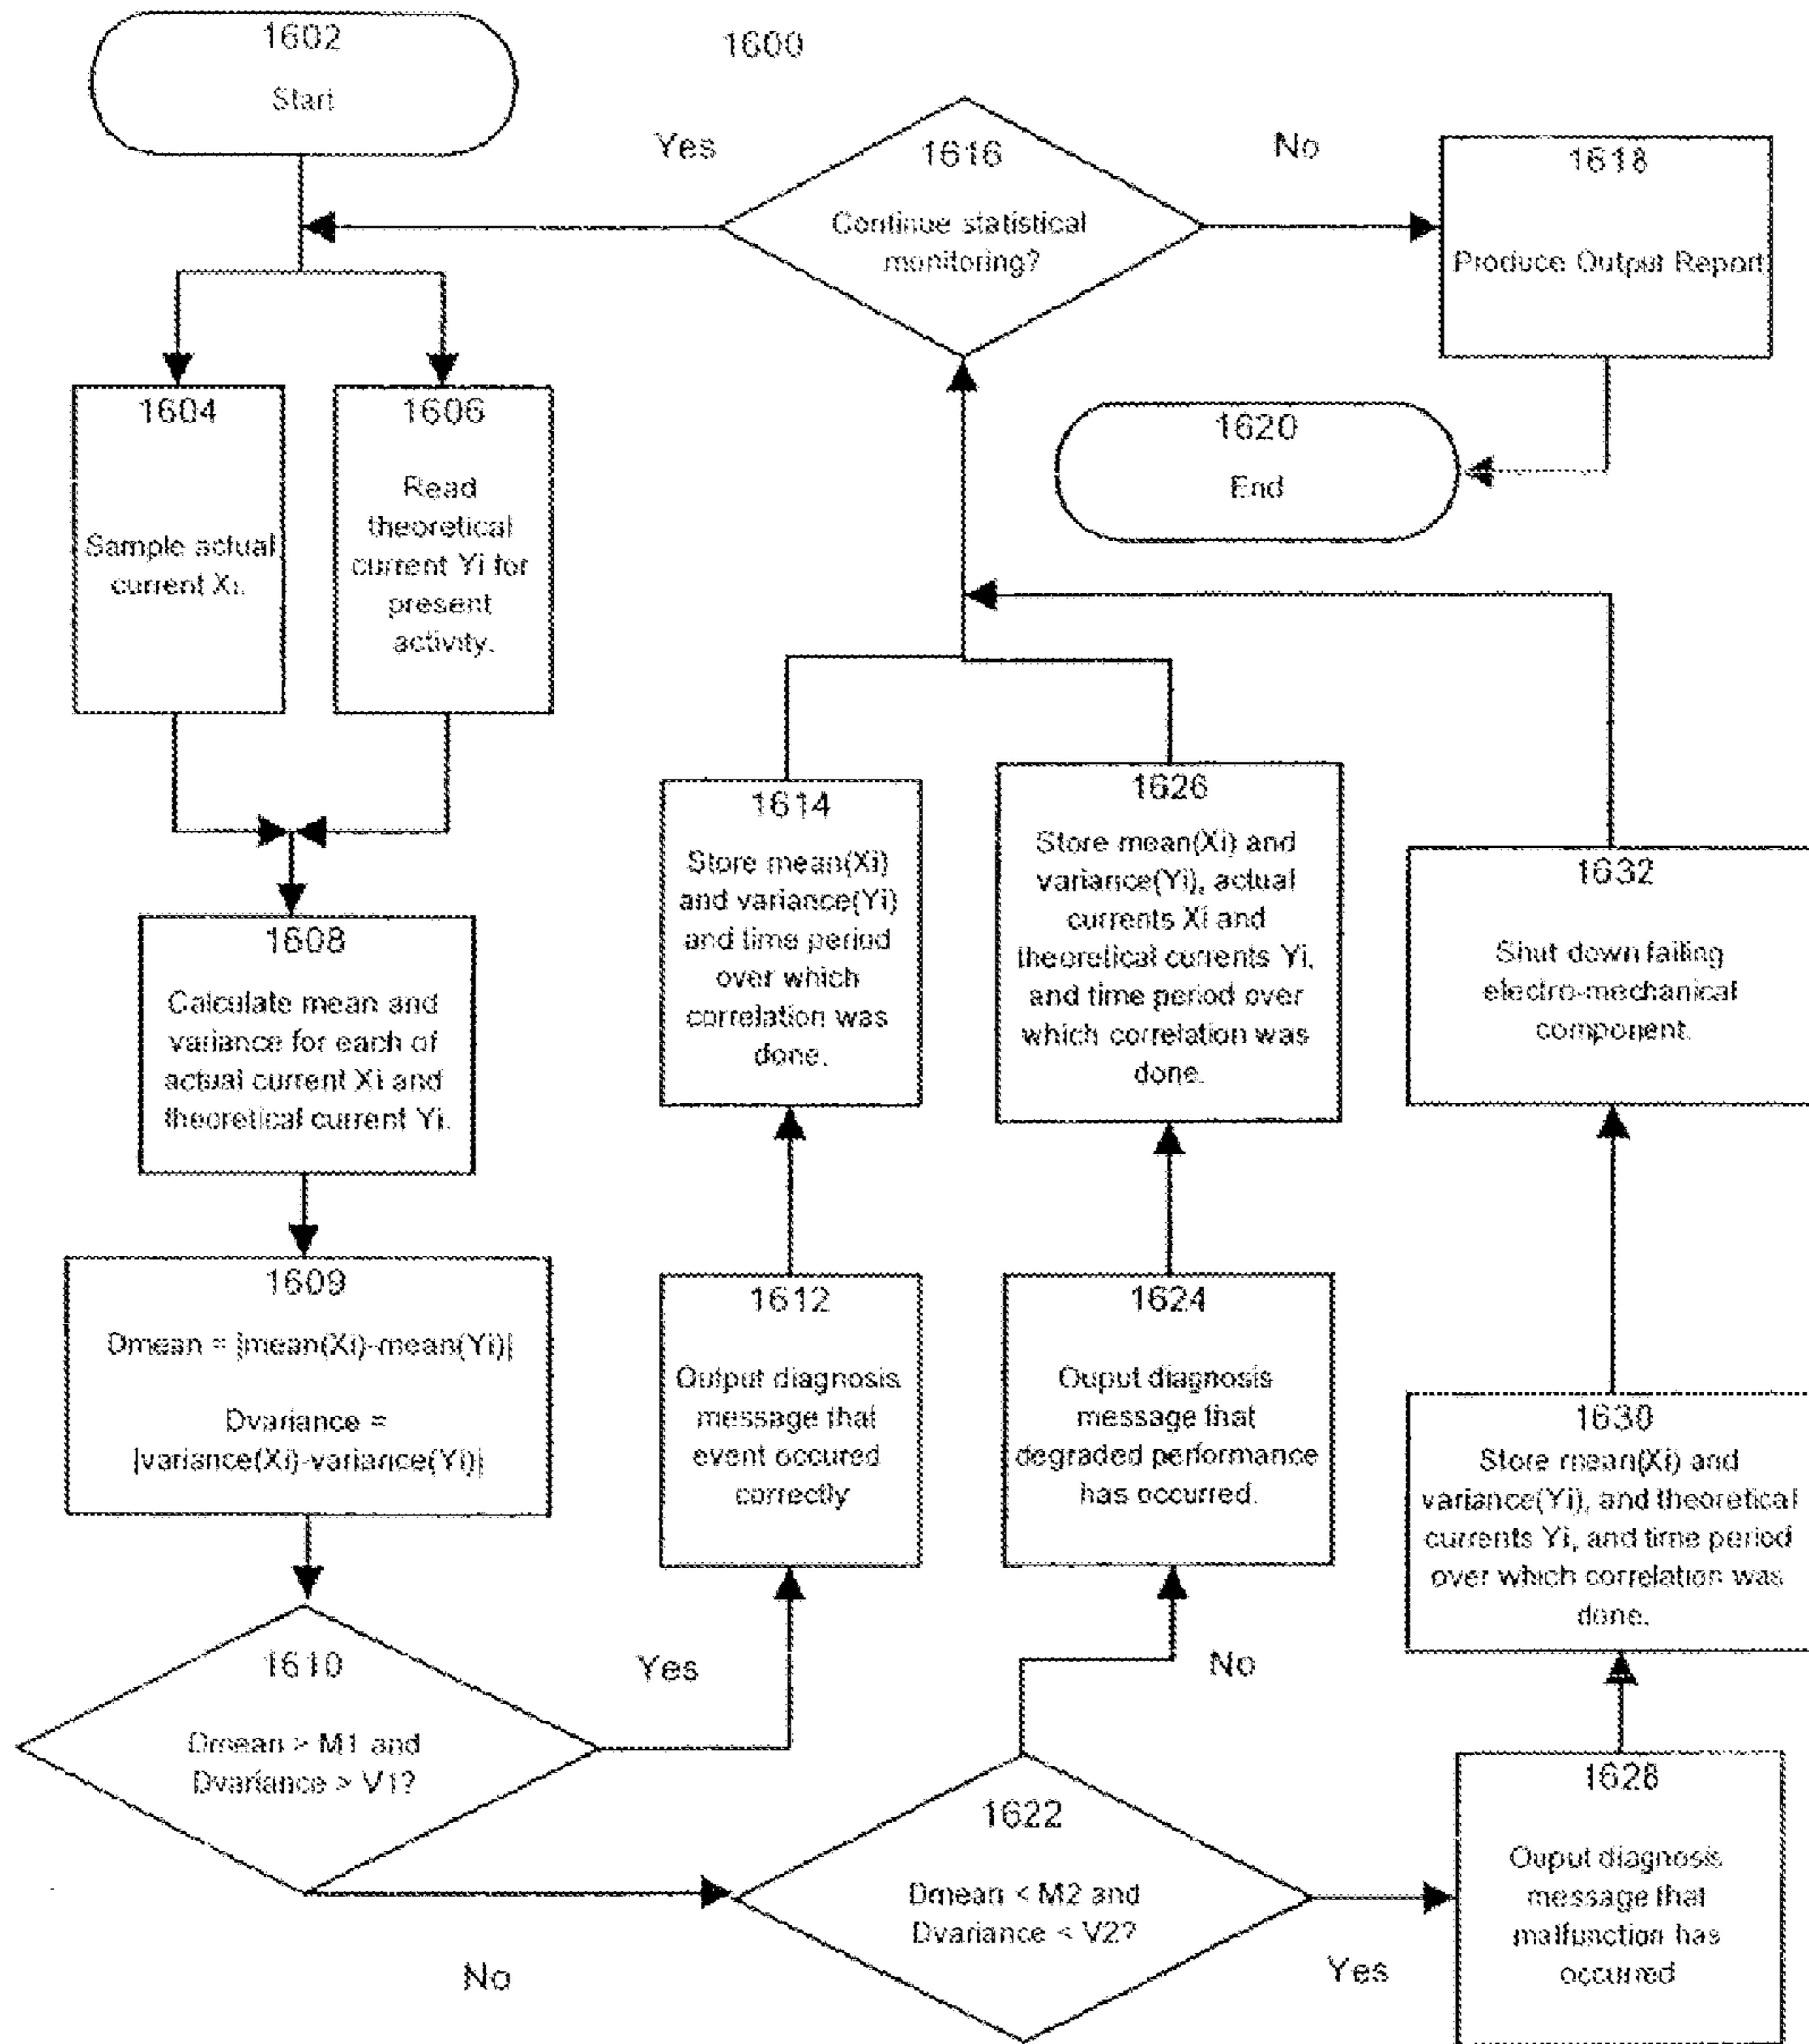 1602
Start
1600
Yes
1616
Continue statistical
monitoring?
No
1618
Produce Output Report
1604
Sample actual
current Xi.
1606
Read
theoretical
current Yi for
present
activity.
1620
End
1608
Calculate mean and
variance for each of
actual current Xi and
theoretical current Yi.
1609
Dmean = |mean(Xi)-mean(Yi)|
Dvariance =
|variance(Xi)-variance(Yi)|
1610
Dmean > M1 and
Dvariance > V1?
Yes
No
1612
Output diagnosis
message that
event occured
correctly
1614
Store mean(Xi)
and variance(Yi)
and time period
over which
correlation was
done.
1622
Dmean < M2 and
Dvariance < V2?
No
Yes
1624
Ouput diagnosis
message that
degraded performance
has occurred.
1626
Store mean(Xi) and
variance(Yi), actual
currents Xi and
theoretical currents Yi,
and time period over
which correlation was
done.
1628
Ouput diagnosis
message that
malfunction has
occurred
1630
Store mean(Xi) and
variance(Yi), and theoretical
currents Yi, and time period
over which correlation was
done.
1632
Shut down failing
electro-mechanical
component.